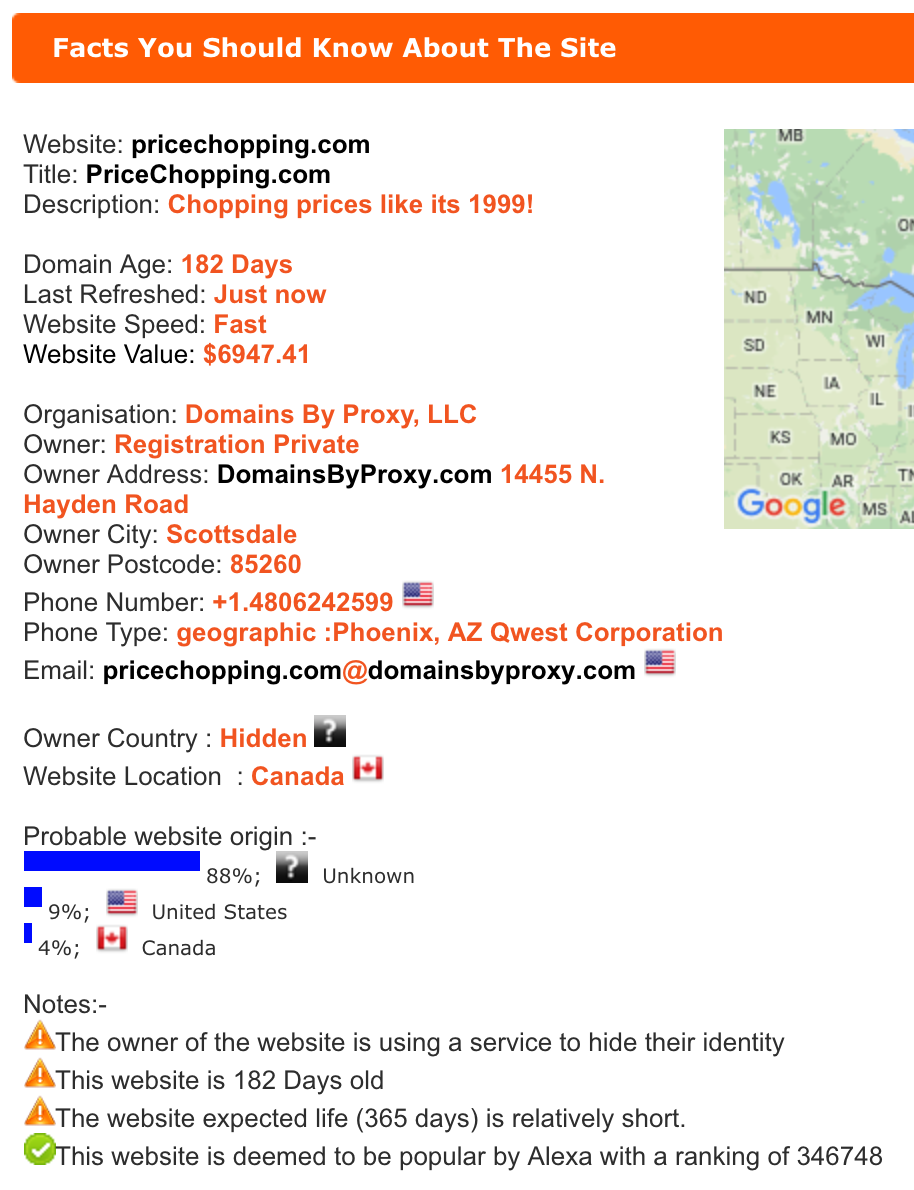 Facts You Should Know About The Site
Website: pricechopping.com
Title: PriceChopping.com
Description: Chopping prices like its 1999!
Domain Age: 182 Days
Last Refreshed: Just now
Website Speed: Fast
Website Value: $6947.41
Organisation: Domains By Proxy, LLC
Owner: Registration Private
Owner Address: DomainsByProxy.com 14455 N.
Hayden Road
Owner City: Scottsdale
Owner Postcode: 85260
Phone Number: +1.4806242599
Phone Type: geographic :Phoenix, AZ Qwest Corporation
Email: pricechopping.com@domainsbyproxy.com
Owner Country : Hidden ?
Website Location : Canada
Probable website origin :-
88%; ? Unknown
9%; United States
4%; Canada
Notes:-
The owner of the website is using a service to hide their identity
This website is 182 Days old
The website expected life (365 days) is relatively short.
This website is deemed to be popular by Alexa with a ranking of 346748
MB
ND
MN
SD
WI
NE
IA
IL
KS
MO
OK
AR
Google
MS